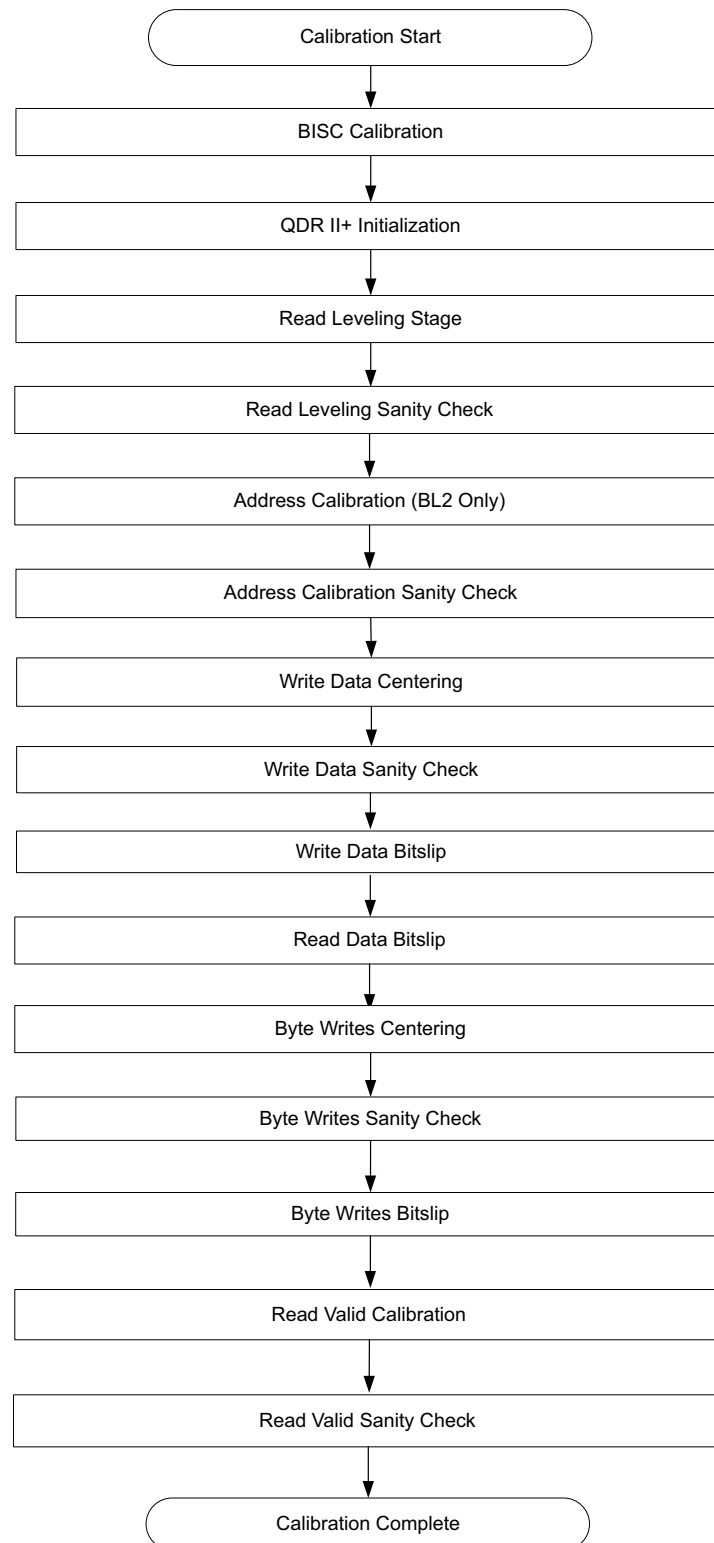 Calibration Start
BISC Calibration
QDR II+ Initialization
Read Leveling Stage
Read Leveling Sanity Check
Address Calibration (BL2 Only)
Address Calibration Sanity Check
Write Data Centering
Write Data Sanity Check
Write Data Bitslip
Read Data Bitslip
Byte Writes Centering
Byte Writes Sanity Check
Byte Writes Bitslip
Read Valid Calibration
Read Valid Sanity Check
Calibration Complete